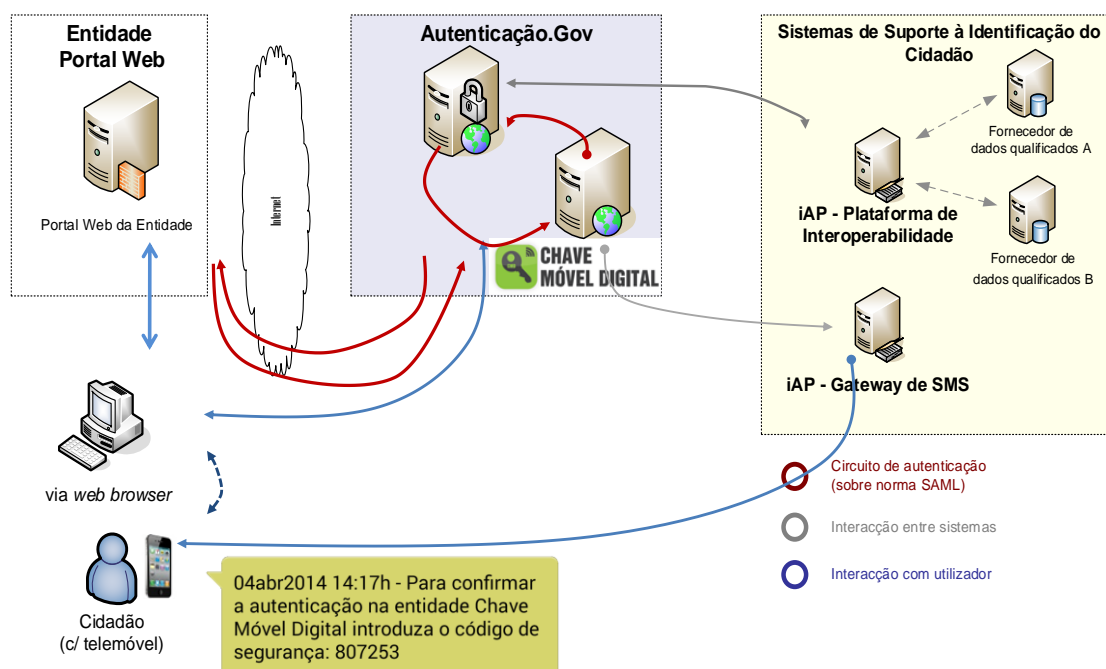 Entidade
Portal Web
Portal Web da Entidade
Internet
Autenticação.Gov
CHAVE
MÓVEL DIGITAL
Sistemas de Suporte à Identificação do
Cidadão
Fornecedor de
dados qualificados A
iAP - Plataforma de
Interoperabilidade
Fornecedor de
dados qualificados B
iAP - Gateway de SMS
via web browser
Cidadão
(c/ telemóvel)
04abr2014 14:17h - Para confirmar
a autenticação na entidade Chave
Móvel Digital introduza o código de
segurança: 807253
Circuito de autenticação
(sobre norma SAML)
Interacção entre sistemas
Interacção com utilizador